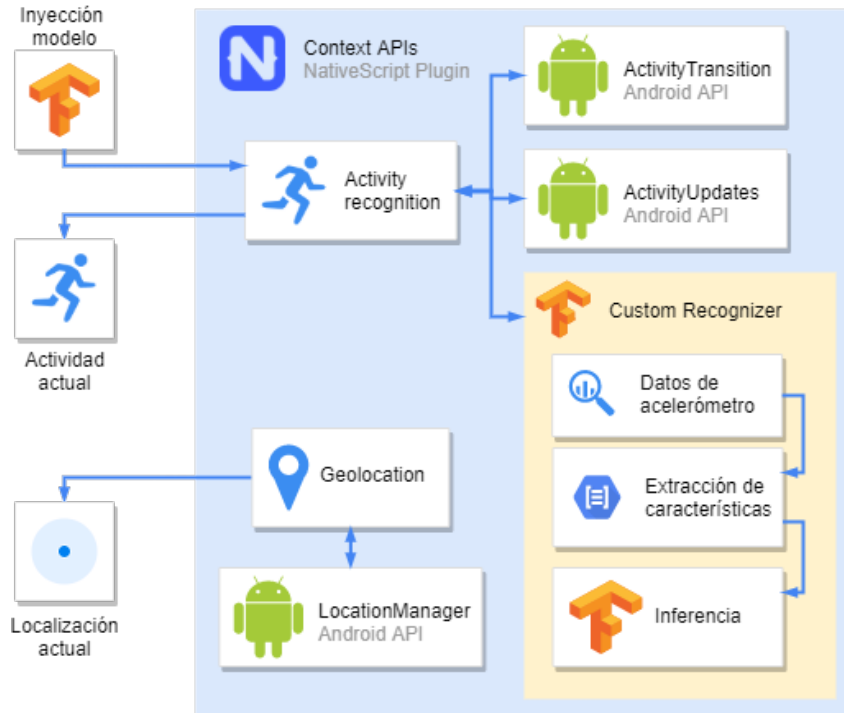 Inyección
modelo
Context APIs
NativeScript Plugin
ActivityTransition
Android API
Activity
recognition
ActivityUpdates
Android API
Actividad
actual
Custom Recognizer
Datos de
acelerómetro
Geolocation
Extracción de
características
LocationManager
Android API
Inferencia
Localización
actual